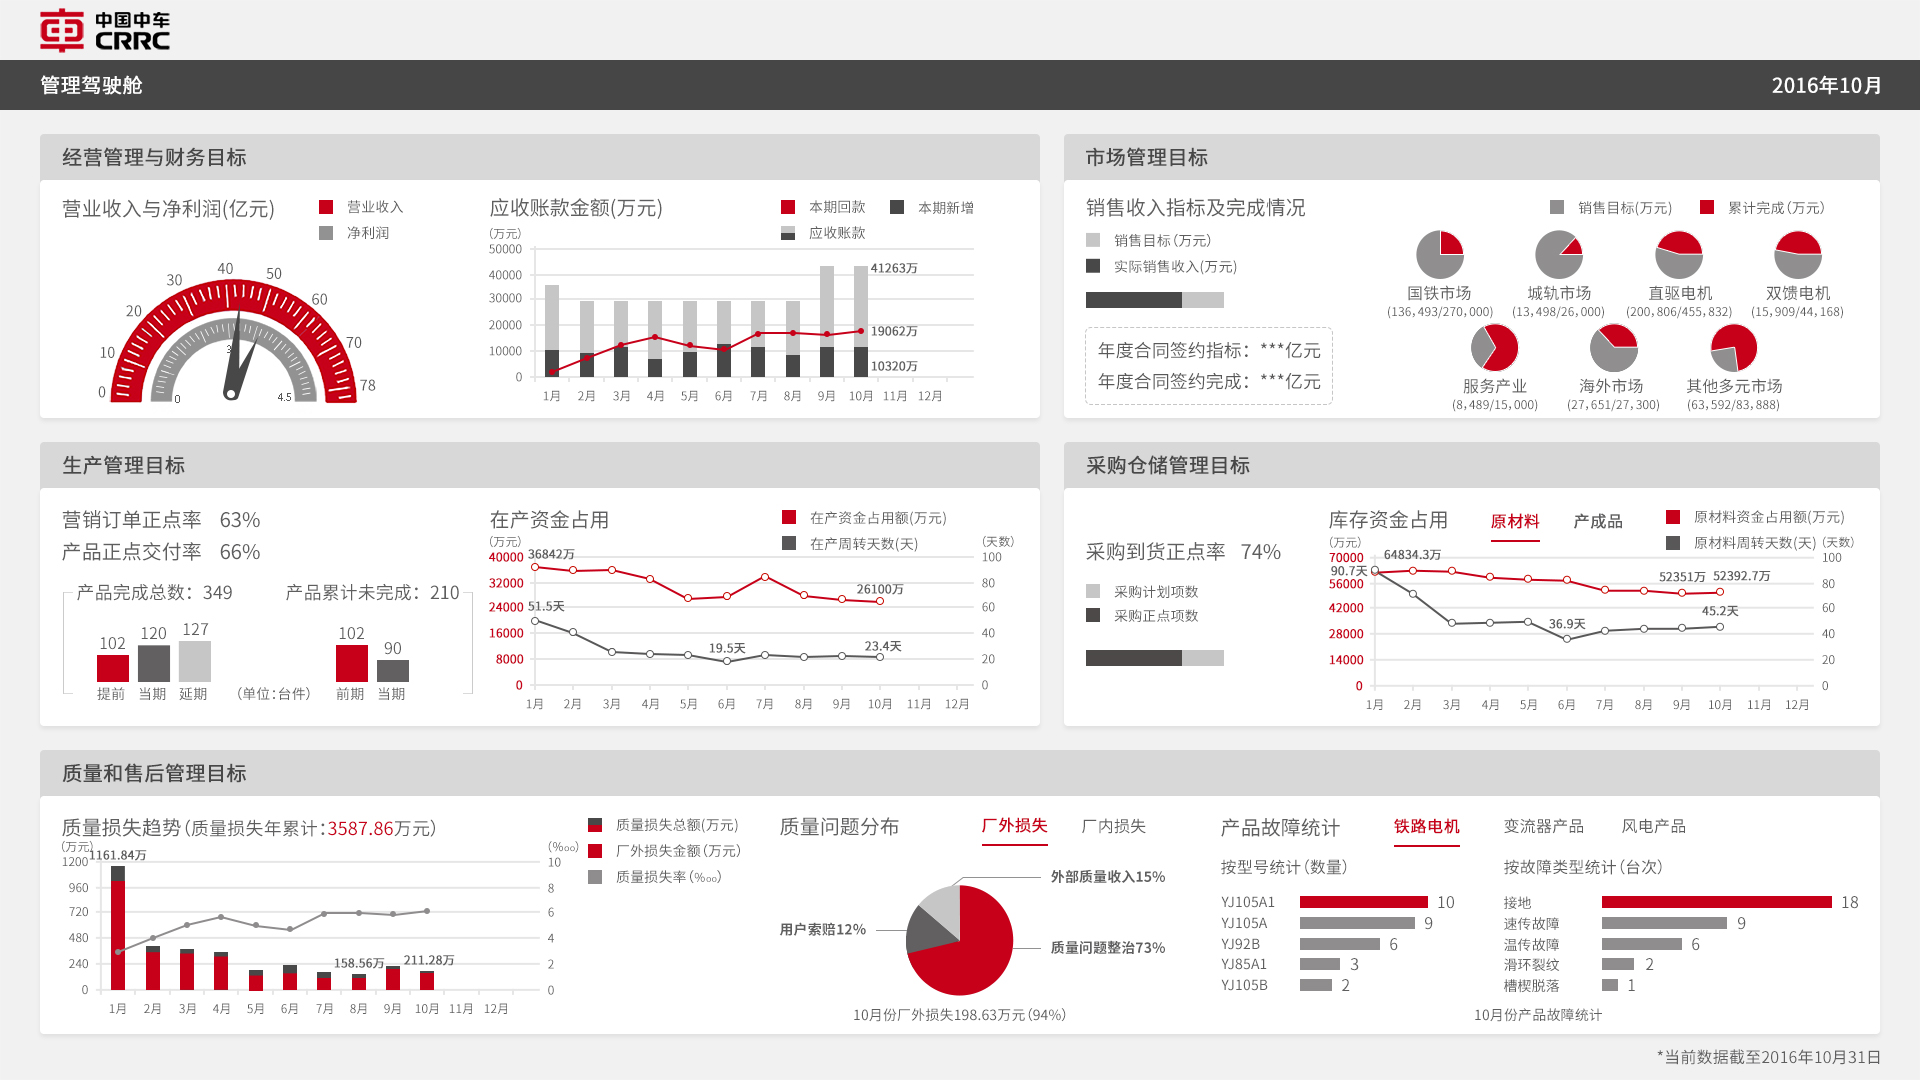 中国中车
CRRC
管理驾驶舱
2016年10月
经营管理与财务目标
营业收入与净利润(亿元)
营业收入
净利润
0
10
20
30
40
50
60
70
78
0
4.5
应收账款金额(万元)
本期回款
本期新增
应收账款
(万元)
50000
40000
30000
20000
10000
0
41263万
19062万
10320万
1月 2月 3月 4月 5月 6月 7月 8月 9月 10月 11月 12月
市场管理目标
销售收入指标及完成情况
销售目标(万元)
实际销售收入(万元)
年度合同签约指标：***亿元
年度合同签约完成：***亿元
销售目标(万元)
累计完成(万元)
国铁市场
(136,493/270,000)
城轨市场
(13,498/26,000)
直驱电机
(200,806/455,832)
双馈电机
(15,909/44,168)
服务产业
(8,489/15,000)
海外市场
(27,651/27,300)
其他多元市场
(63,592/83,888)
生产管理目标
营销订单正点率 63%
产品正点交付率 66%
产品完成总数：349
产品累计未完成：210
102
120
127
提前
当期
延期
(单位：台件)
102
90
前期
当期
在产资金占用
在产资金占用额(万元)
在产周转天数(天)
(万元)
(天数)
40000
32000
24000
16000
8000
0
100
80
60
40
20
0
36842万
51.5天
19.5天
26100万
23.4天
1月 2月 3月 4月 5月 6月 7月 8月 9月 10月 11月 12月
采购仓储管理目标
采购到货正点率 74%
采购计划项数
采购正点项数
库存资金占用
原材料
产成品
原材料资金占用额(万元)
原材料周转天数(天)
(万元)
(天数)
70000
56000
42000
28000
14000
0
100
80
60
40
20
0
64834.3万
90.7天
36.9天
52351万
52392.7万
45.2天
1月 2月 3月 4月 5月 6月 7月 8月 9月 10月 11月 12月
质量和售后管理目标
质量损失趋势(质量损失年累计：3587.86万元)
质量损失总额(万元)
厂外损失金额(万元)
质量损失率(%oo)
(万元)
(%oo)
1200
960
720
480
240
0
10
8
6
4
2
0
1161.84万
158.56万
211.28万
1月 2月 3月 4月 5月 6月 7月 8月 9月 10月 11月 12月
质量问题分布
厂外损失
厂内损失
外部质量收入15%
用户索赔12%
质量问题整治73%
10月份厂外损失198.63万元(94%)
产品故障统计
铁路电机
变流器产品
风电产品
按型号统计(数量)
YJ105A1 10
YJ105A 9
YJ92B 6
YJ85A1 3
YJ105B 2
按故障类型统计(台次)
接地 18
速传故障 9
温传故障 6
滑环裂纹 2
槽楔脱落 1
10月份产品故障统计
*当前数据截至2016年10月31日